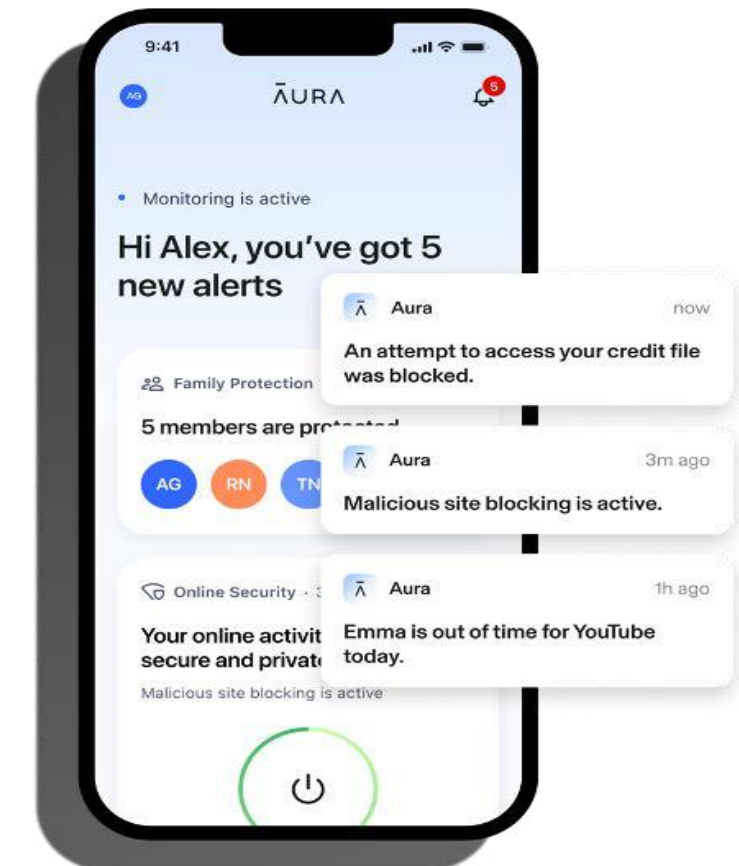 9:41
AG
ĀURA
5
Monitoring is active
Hi Alex, you've got 5
new alerts
Ā Aura now
An attempt to access your credit file
was blocked.
Family Protection
5 members are protected
AG RN TN
Ā Aura 3m ago
Malicious site blocking is active.
Online Security ·
Ā Aura 1h ago
Emma is out of time for YouTube
today.
Your online activit
secure and private
Malicious site blocking is active